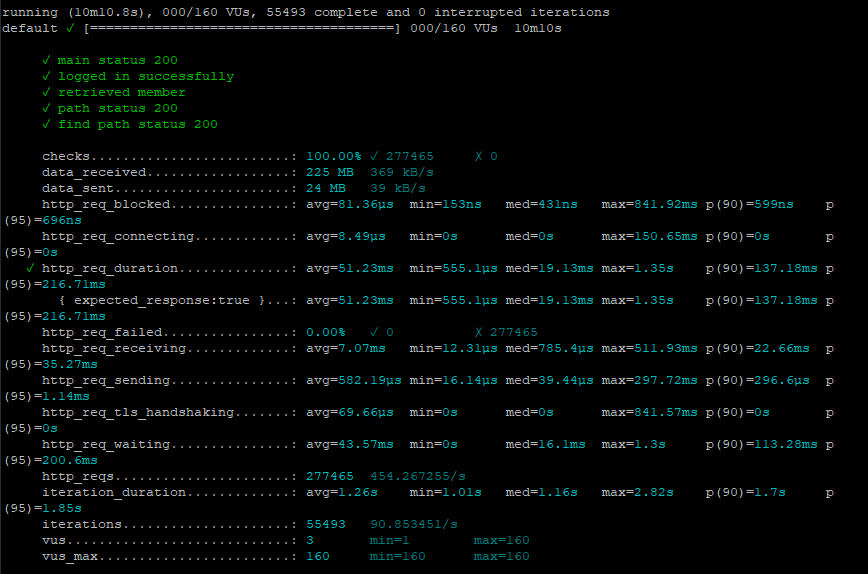 running (10m10.8s), 000/160 VUs, 55493 complete and 0 interrupted iterations
default ✓ [======================================] 000/160 VUs  10m10s
✓ main status 200
✓ logged in successfully
✓ retrieved member
✓ path status 200
✓ find path status 200
checks.........................: 100.00% ✓ 277465     ✗ 0
data_received..................: 225 MB  369 kB/s
data_sent......................: 24 MB   39 kB/s
http_req_blocked...............: avg=81.36µs  min=153ns    med=431ns    max=841.92ms p(90)=599ns    p
(95)=696ns
http_req_connecting............: avg=8.49µs   min=0s       med=0s       max=150.65ms p(90)=0s       p
(95)=0s
✓ http_req_duration..............: avg=51.23ms  min=555.1µs  med=19.13ms  max=1.35s    p(90)=137.18ms p
(95)=216.71ms
{ expected_response:true }...: avg=51.23ms  min=555.1µs  med=19.13ms  max=1.35s    p(90)=137.18ms p
(95)=216.71ms
http_req_failed................: 0.00%   ✓ 0          ✗ 277465
http_req_receiving.............: avg=7.07ms   min=12.31µs  med=785.4µs  max=511.93ms p(90)=22.66ms  p
(95)=35.27ms
http_req_sending...............: avg=582.19µs min=16.14µs  med=39.44µs  max=297.72ms p(90)=296.6µs  p
(95)=1.14ms
http_req_tls_handshaking.......: avg=69.66µs  min=0s       med=0s       max=841.57ms p(90)=0s       p
(95)=0s
http_req_waiting...............: avg=43.57ms  min=0s       med=16.1ms   max=1.3s     p(90)=113.28ms p
(95)=200.6ms
http_reqs......................: 277465  454.267255/s
iteration_duration.............: avg=1.26s    min=1.01s    med=1.16s    max=2.82s    p(90)=1.7s     p
(95)=1.85s
iterations.....................: 55493   90.853451/s
vus............................: 3       min=1        max=160
vus_max........................: 160     min=160      max=160